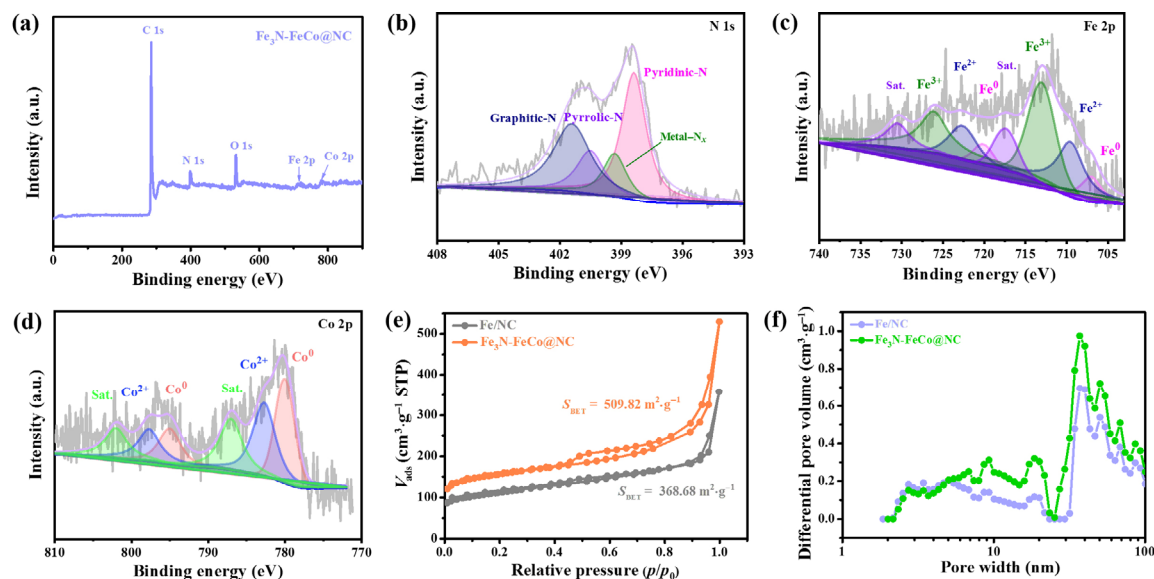 (a)
C 1s
Fe₃N-FeCo@NC
N 1s
O 1s
Fe 2p
Co 2p
Intensity (a.u.)
0 200 400 600 800
Binding energy (eV)
(b)
N 1s
Pyridinic-N
Graphitic-N
Pyrrolic-N
Metal–Nₓ
Intensity (a.u.)
408 405 402 399 396 393
Binding energy (eV)
(c)
Fe 2p
Fe³⁺
Sat.
Fe³⁺
Fe²⁺
Sat.
Fe⁰
Fe²⁺
Fe⁰
Intensity (a.u.)
740 735 730 725 720 715 710 705
Binding energy (eV)
(d)
Co 2p
Sat.
Co²⁺
Co⁰
Sat.
Co²⁺
Co⁰
Intensity (a.u.)
810 800 790 780 770
Binding energy (eV)
(e)
Fe/NC
Fe₃N-FeCo@NC
S_BET = 509.82 m²·g⁻¹
S_BET = 368.68 m²·g⁻¹
V_ads (cm³·g⁻¹ STP)
500
400
300
200
100
0
0.0 0.2 0.4 0.6 0.8 1.0
Relative pressure (p/p₀)
(f)
Fe/NC
Fe₃N-FeCo@NC
Differential pore volume (cm³·g⁻¹)
1.0
0.8
0.6
0.4
0.2
0.0
1 10 100
Pore width (nm)